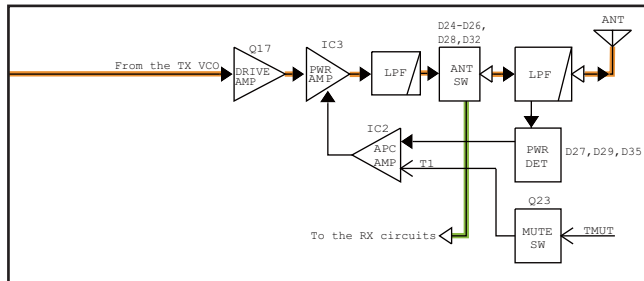 ANT
D24-D26,
D28,D32
Q17
IC3
From the TX VCO
DRIVE
AMP
PWR
AMP
LPF
ANT
SW
LPF
IC2
APC
AMP
T1
PWR
DET
D27,D29,D35
Q23
To the RX circuits
MUTE
SW
TMUT